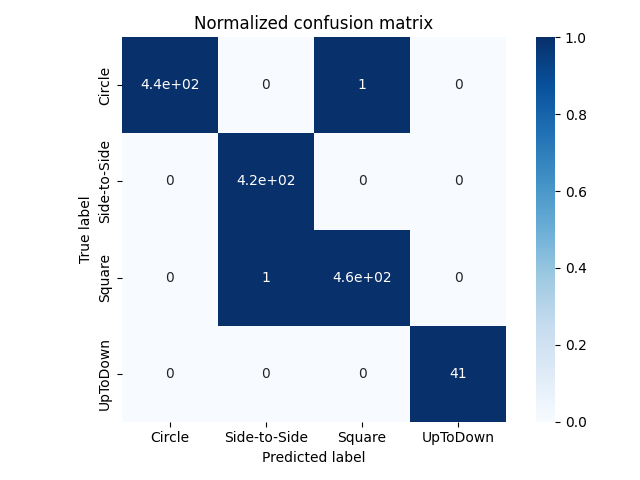 Normalized confusion matrix
True label
Circle
4.4e+02 0 1 0
Side-to-Side
0 4.2e+02 0 0
Square
0 1 4.6e+02 0
UpToDown
0 0 0 41
Circle Side-to-Side Square UpToDown
Predicted label
1.0
0.8
0.6
0.4
0.2
0.0